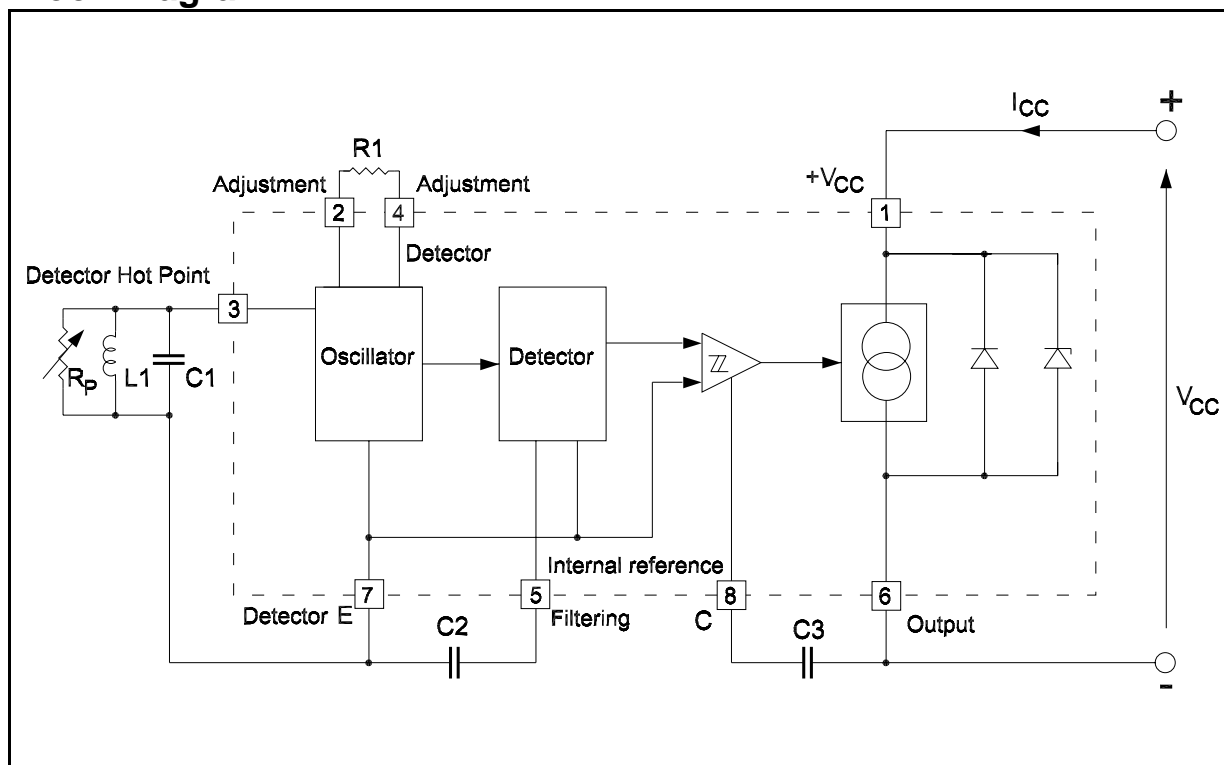 +
ICC
R1
Adjustment
Adjustment
+VCC
2
4
1
Detector
Detector Hot Point
3
Oscillator
Detector
RP
L1
C1
VCC
Internal reference
7
5
8
6
Detector E
Filtering
C
Output
C2
C3
-